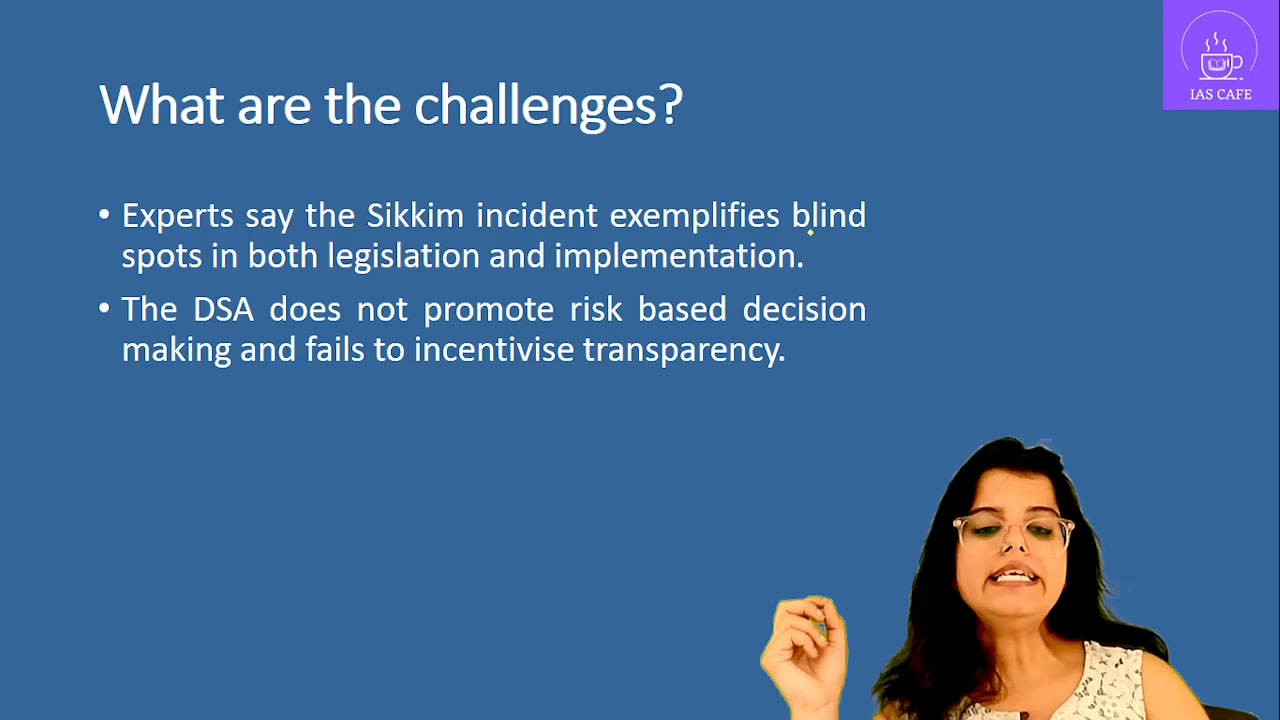 IAS CAFE
What are the challenges?
• Experts say the Sikkim incident exemplifies blind
spots in both legislation and implementation.
• The DSA does not promote risk based decision
making and fails to incentivise transparency.